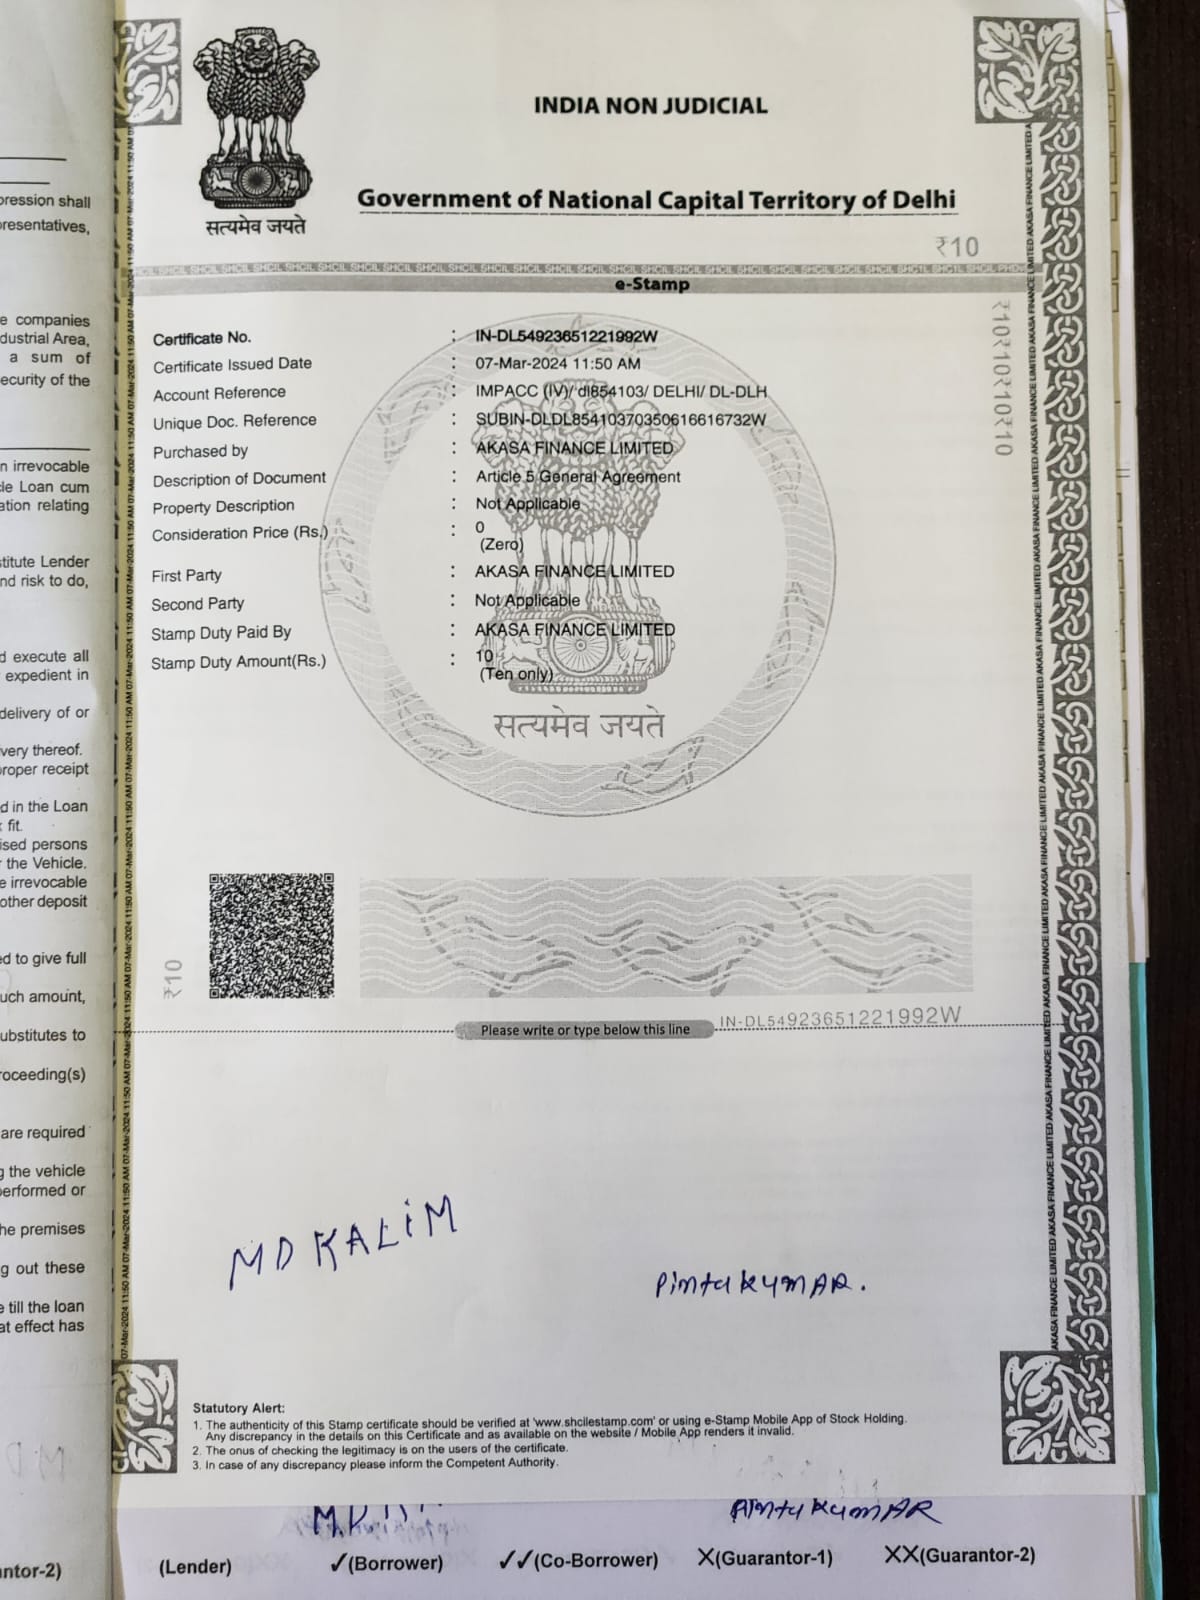 INDIA NON JUDICIAL
Government of National Capital Territory of Delhi
सत्यमेव जयते
₹10
e-Stamp
Certificate No. : IN-DL54923651221992W
Certificate Issued Date : 07-Mar-2024 11:50 AM
Account Reference : IMPACC (IV)/ dl854103/ DELHI/ DL-DLH
Unique Doc. Reference : SUBIN-DLDL85410370350616616732W
Purchased by : AKASA FINANCE LIMITED
Description of Document : Article 5 General Agreement
Property Description : Not Applicable
Consideration Price (Rs.) : 0
(Zero)
First Party : AKASA FINANCE LIMITED
Second Party : Not Applicable
Stamp Duty Paid By : AKASA FINANCE LIMITED
Stamp Duty Amount(Rs.) : 10
(Ten only)
सत्यमेव जयते
₹10₹10₹10₹10
₹10
IN-DL54923651221992W
Please write or type below this line
MD KALiM
PintukumAR.
Statutory Alert:
1. The authenticity of this Stamp certificate should be verified at 'www.shcilestamp.com' or using e-Stamp Mobile App of Stock Holding.
Any discrepancy in the details on this Certificate and as available on the website / Mobile App renders it invalid.
2. The onus of checking the legitimacy is on the users of the certificate.
3. In case of any discrepancy please inform the Competent Authority.
PintukumAR
(Lender) ✓(Borrower) ✓✓(Co-Borrower) X(Guarantor-1) XX(Guarantor-2)
pression shall
presentatives,
e companies
dustrial Area,
a sum of
ecurity of the
n irrevocable
cle Loan cum
ation relating
stitute Lender
nd risk to do,
d execute all
expedient in
delivery of or
very thereof.
proper receipt
d in the Loan
fit.
ised persons
the Vehicle.
e irrevocable
other deposit
ed to give full
uch amount,
ubstitutes to
roceeding(s)
are required
g the vehicle
performed or
he premises
g out these
e till the loan
at effect has
antor-2)